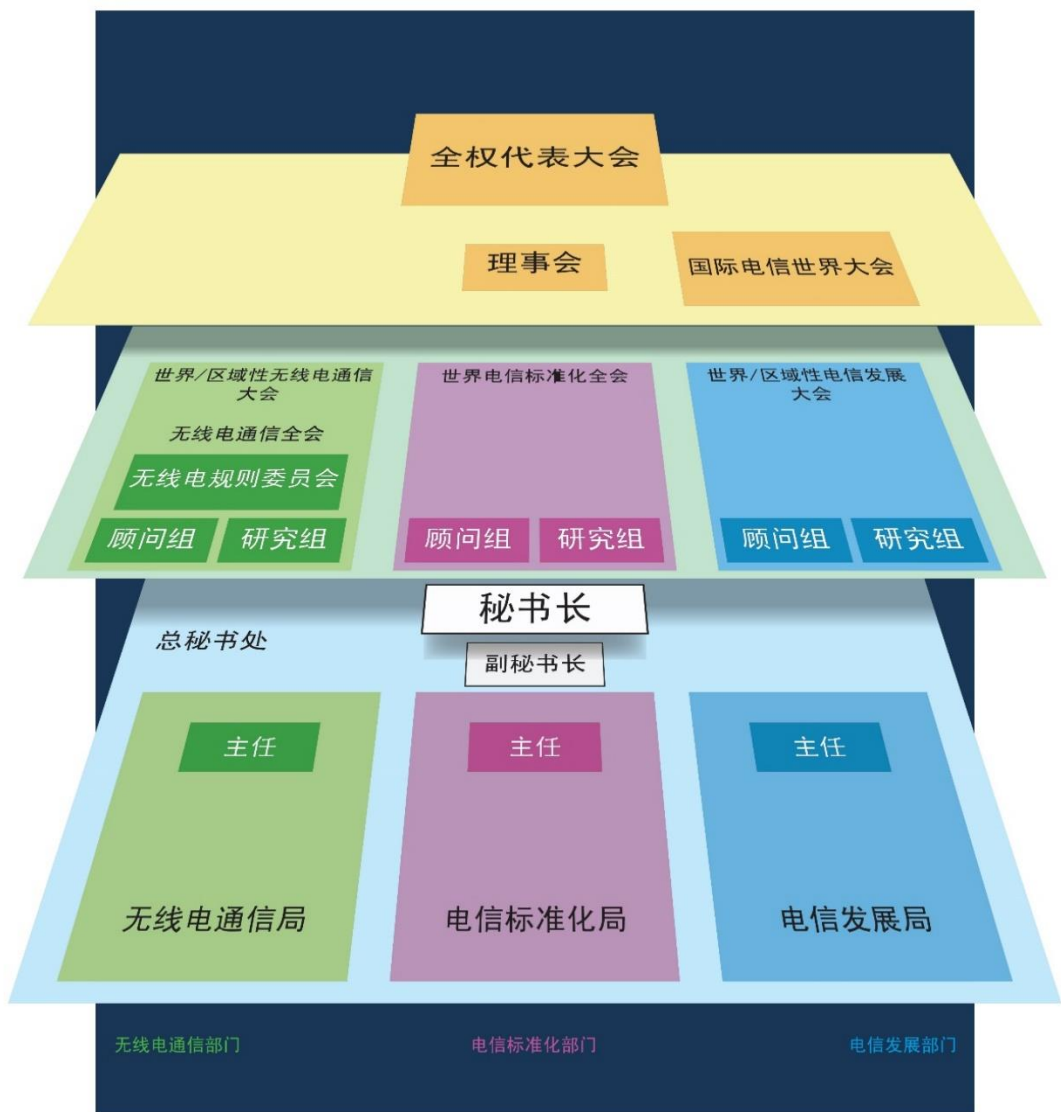 全权代表大会
理事会
国际电信世界大会
世界/区域性无线电通信
大会
无线电通信全会
无线电规则委员会
顾问组
研究组
世界电信标准化全会
顾问组
研究组
世界/区域性电信发展
大会
顾问组
研究组
秘书长
总秘书处
副秘书长
主任
主任
主任
无线电通信局
电信标准化局
电信发展局
无线电通信部门
电信标准化部门
电信发展部门